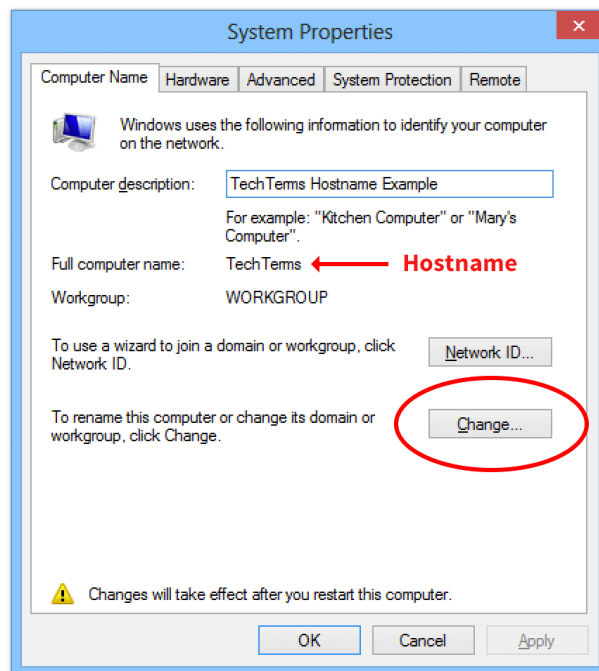 System Properties
Computer Name Hardware Advanced System Protection Remote
Windows uses the following information to identify your computer
on the network.
Computer description: TechTerms Hostname Example
For example: "Kitchen Computer" or "Mary's
Computer".
Full computer name: TechTerms Hostname
Workgroup: WORKGROUP
To use a wizard to join a domain or workgroup, click
Network ID.
Network ID...
To rename this computer or change its domain or
workgroup, click Change.
Change...
Changes will take effect after you restart this computer.
OK Cancel Apply